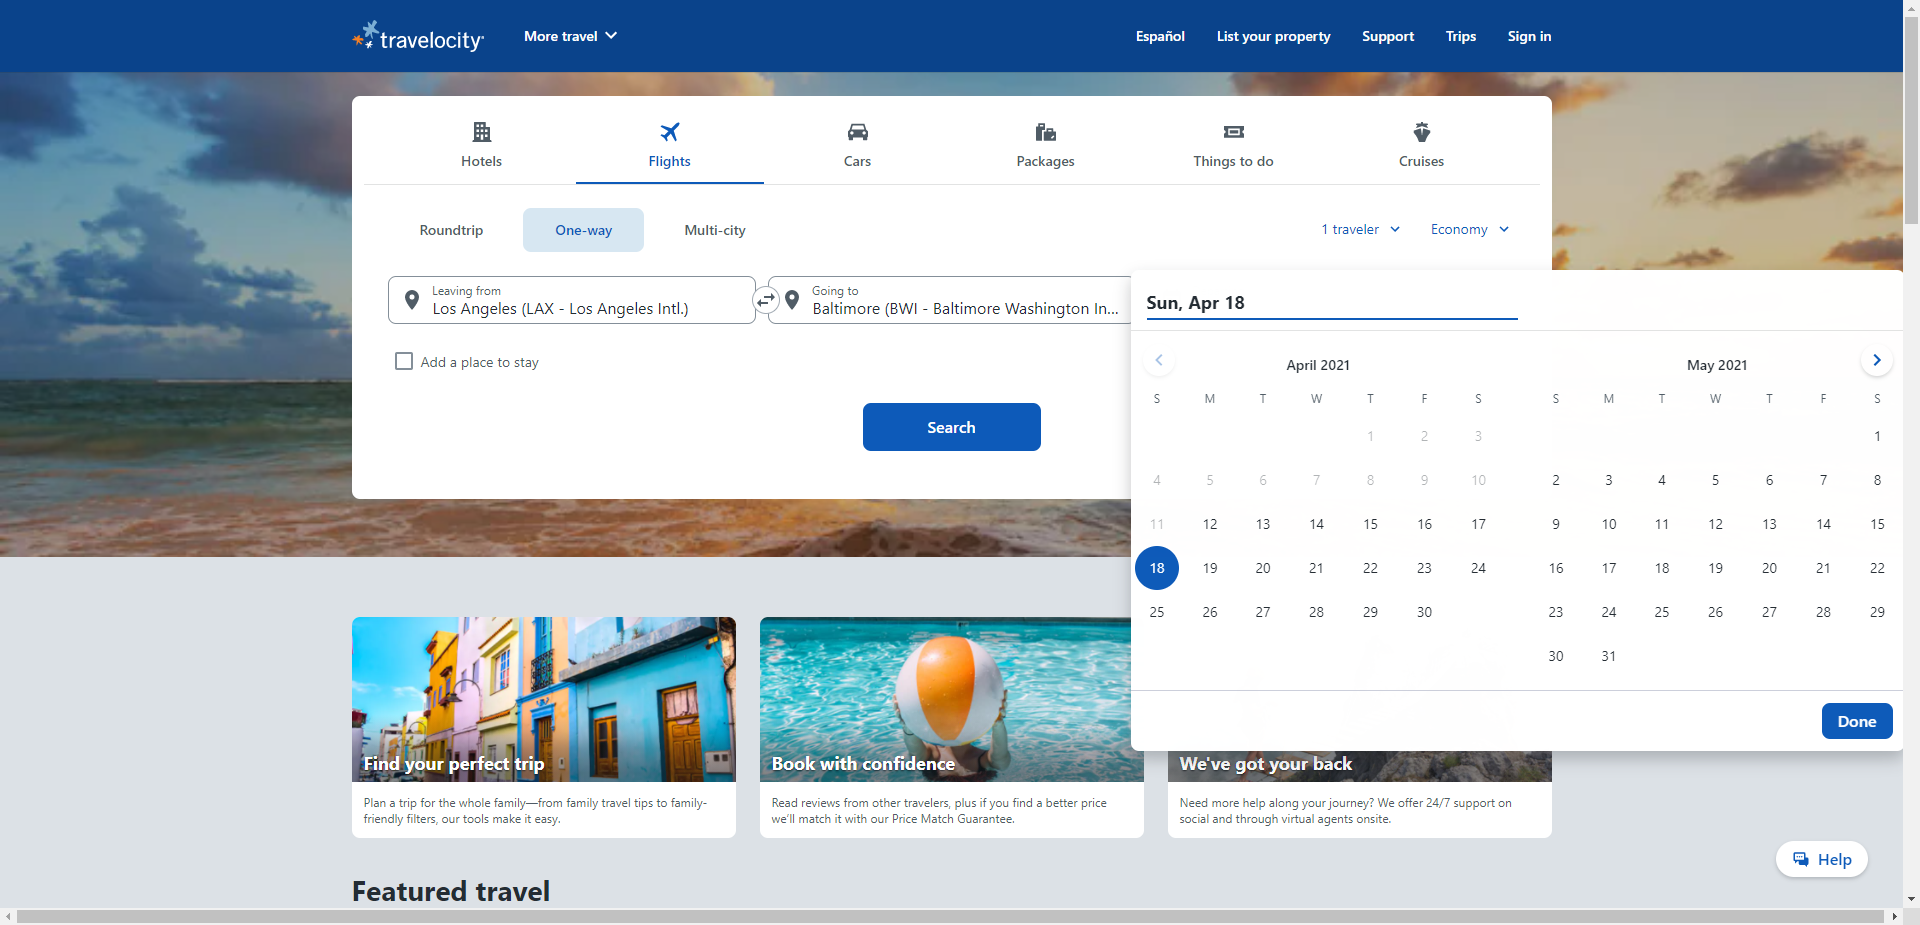 travelocity
More travel
Español
List your property
Support
Trips
Sign in
Hotels
Flights
Cars
Packages
Things to do
Cruises
Roundtrip
One-way
Multi-city
1 traveler
Economy
Leaving from
Los Angeles (LAX - Los Angeles Intl.)
Going to
Baltimore (BWI - Baltimore Washington In...
Add a place to stay
Search
Sun, Apr 18
April 2021
S M T W T F S
1 2 3
4 5 6 7 8 9 10
11 12 13 14 15 16 17
18 19 20 21 22 23 24
25 26 27 28 29 30
May 2021
S M T W T F S
1
2 3 4 5 6 7 8
9 10 11 12 13 14 15
16 17 18 19 20 21 22
23 24 25 26 27 28 29
30 31
Done
Find your perfect trip
Plan a trip for the whole family—from family travel tips to family-
friendly filters, our tools make it easy.
Book with confidence
Read reviews from other travelers, plus if you find a better price
we’ll match it with our Price Match Guarantee.
We've got your back
Need more help along your journey? We offer 24/7 support on
social and through virtual agents onsite.
Help
Featured travel